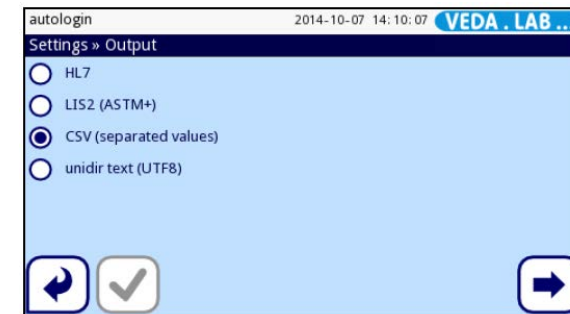 autologin 2014-10-07 14:10:07 VEDA . LAB ..
Settings » Output
HL7
LIS2 (ASTM+)
CSV (separated values)
unidir text (UTF8)